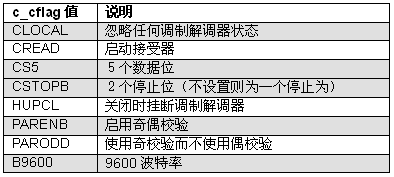 c_cflag 值 说明
CLOCAL 忽略任何调制解调器状态
CREAD 启动接受器
CS5 5 个数据位
CSTOPB 2 个停止位（不设置则为一个停止为）
HUPCL 关闭时挂断调制解调器
PARENB 启用奇偶校验
PARODD 使用奇校验而不使用偶校验
B9600 9600 波特率